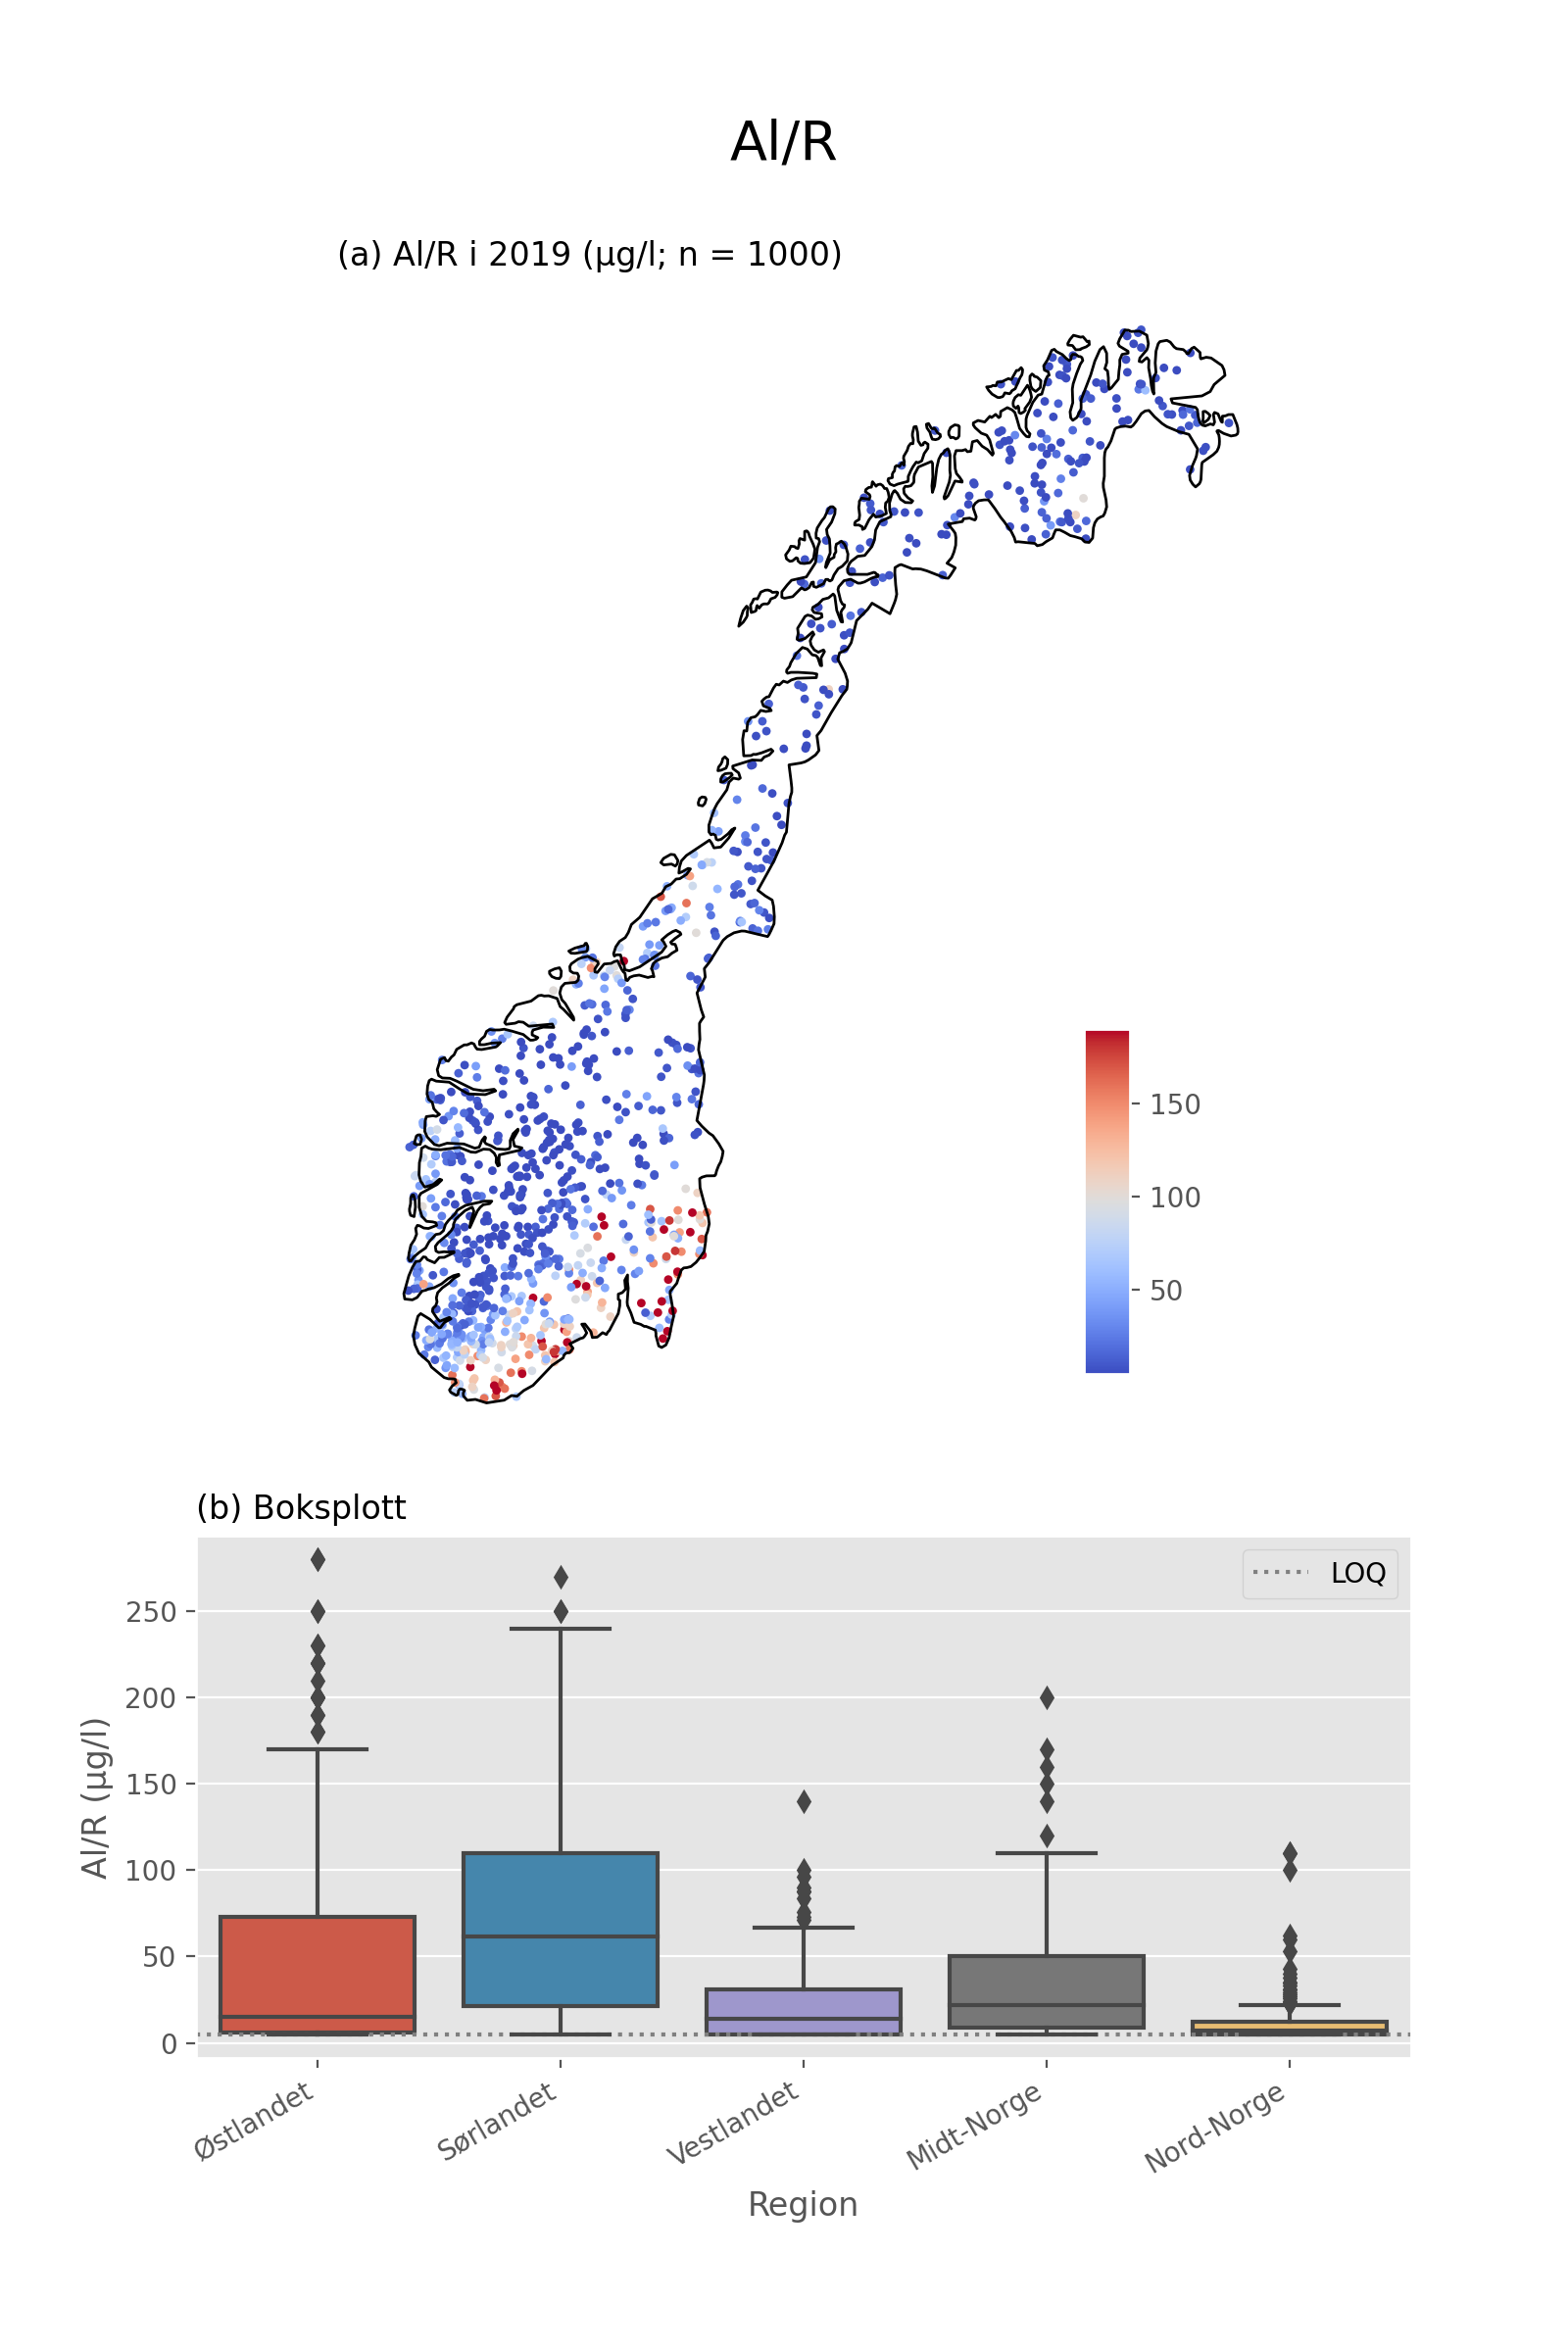 Al/R
(a) Al/R i 2019 (µg/l; n = 1000)
150
100
50
(b) Boksplott
LOQ
250
200
150
100
50
0
Al/R (µg/l)
Østlandet
Sørlandet
Vestlandet
Midt-Norge
Nord-Norge
Region